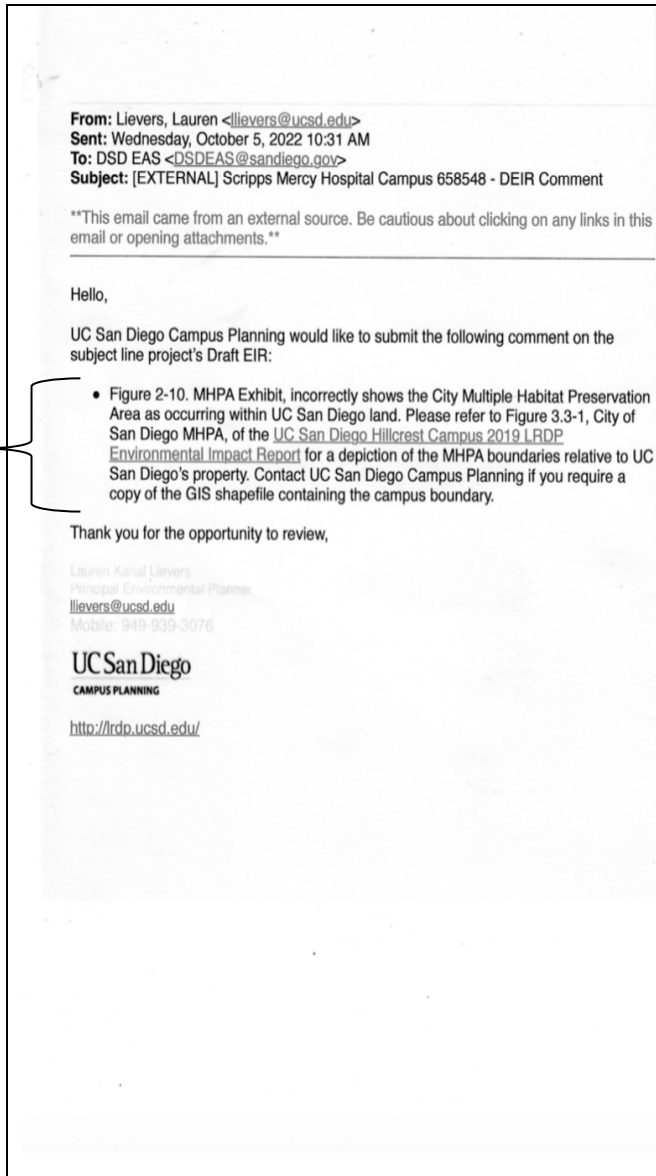 From: Lievers, Lauren <llievers@ucsd.edu>
Sent: Wednesday, October 5, 2022 10:31 AM
To: DSD EAS <DSDEAS@sandiego.gov>
Subject: [EXTERNAL] Scripps Mercy Hospital Campus 658548 - DEIR Comment
**This email came from an external source. Be cautious about clicking on any links in this
email or opening attachments.**
Hello,
UC San Diego Campus Planning would like to submit the following comment on the
subject line project's Draft EIR:
• Figure 2-10. MHPA Exhibit, incorrectly shows the City Multiple Habitat Preservation
Area as occurring within UC San Diego land. Please refer to Figure 3.3-1, City of
San Diego MHPA, of the UC San Diego Hillcrest Campus 2019 LRDP
Environmental Impact Report for a depiction of the MHPA boundaries relative to UC
San Diego's property. Contact UC San Diego Campus Planning if you require a
copy of the GIS shapefile containing the campus boundary.
Thank you for the opportunity to review,
Lauren Kahal Lievers
Principal Environmental Planner
llievers@ucsd.edu
Mobile: 949-939-3076
UC San Diego
CAMPUS PLANNING
http://lrdp.ucsd.edu/